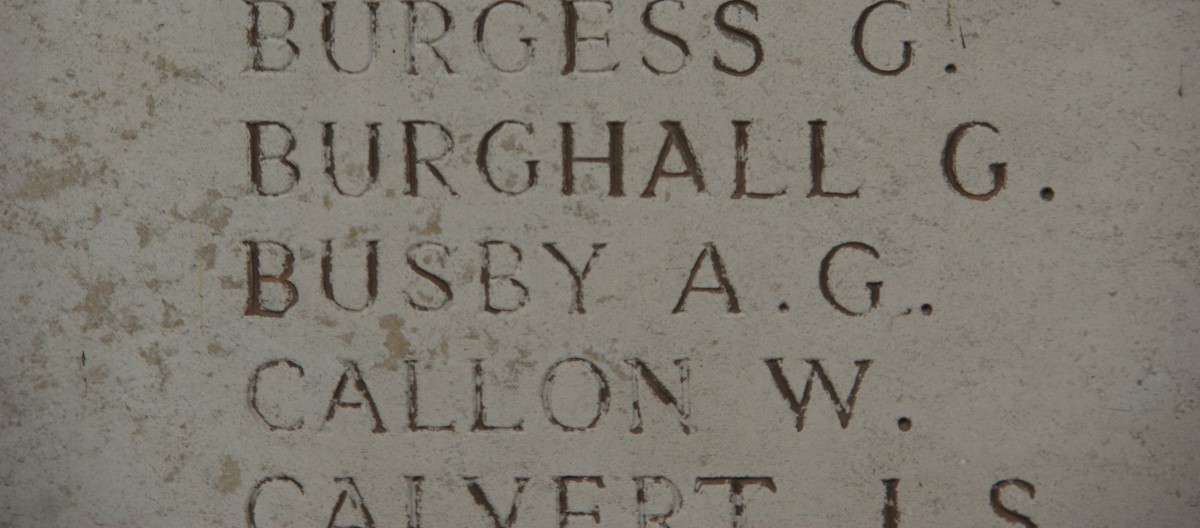 BURGESS G.
BURGHALL G.
BUSBY A.G.
CALLON W.
CALVERT J.S